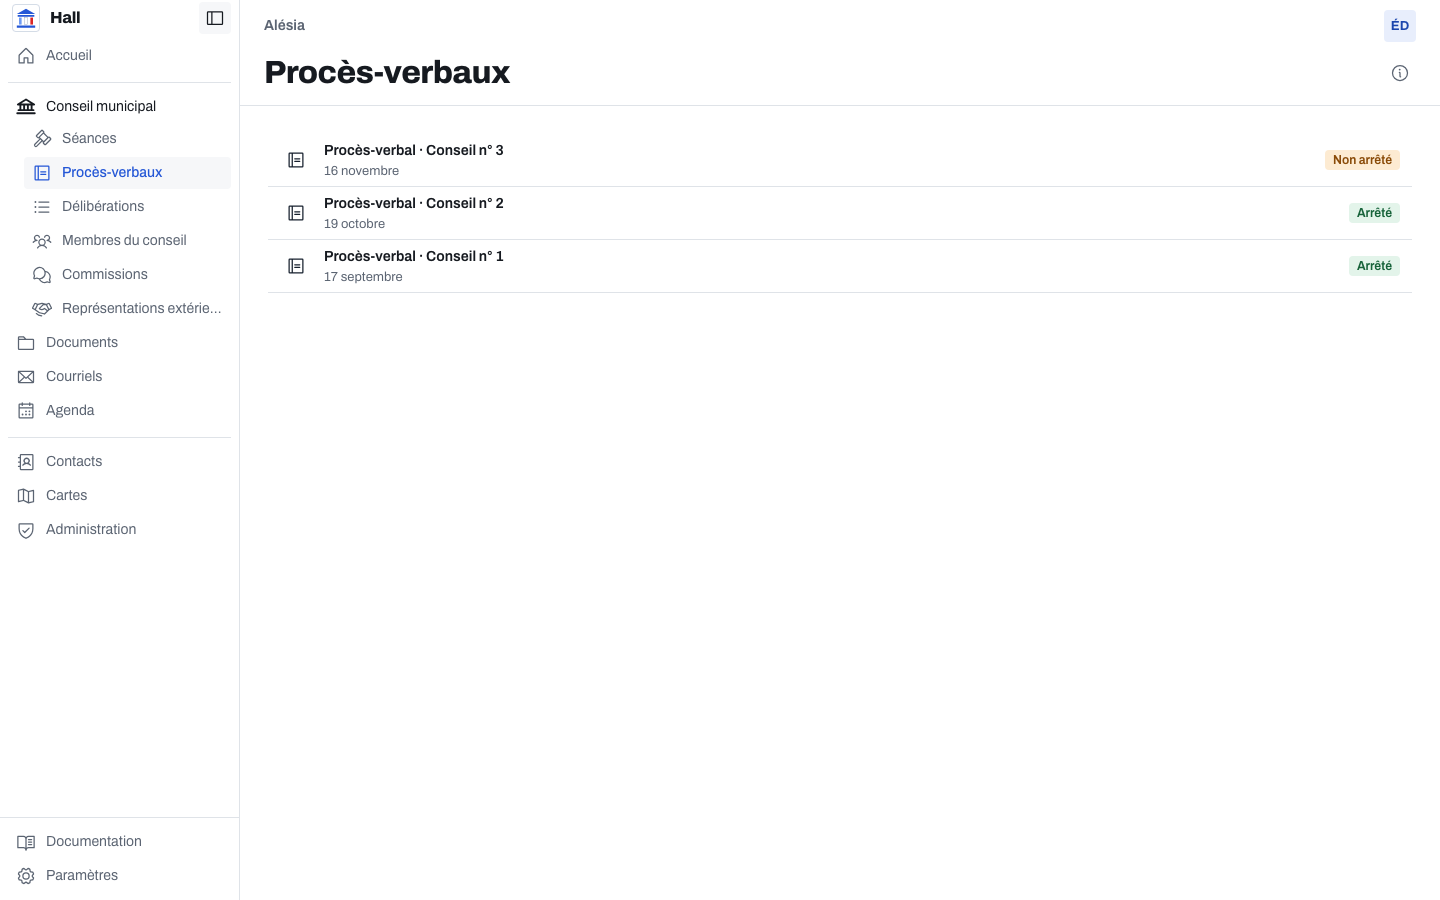 Hall
Accueil
Conseil municipal
Séances
Procès-verbaux
Délibérations
Membres du conseil
Commissions
Représentations extérie...
Documents
Courriels
Agenda
Contacts
Cartes
Administration
Documentation
Paramètres
Alésia
ÉD
Procès-verbaux
Procès-verbal · Conseil n° 3
16 novembre
Non arrêté
Procès-verbal · Conseil n° 2
19 octobre
Arrêté
Procès-verbal · Conseil n° 1
17 septembre
Arrêté